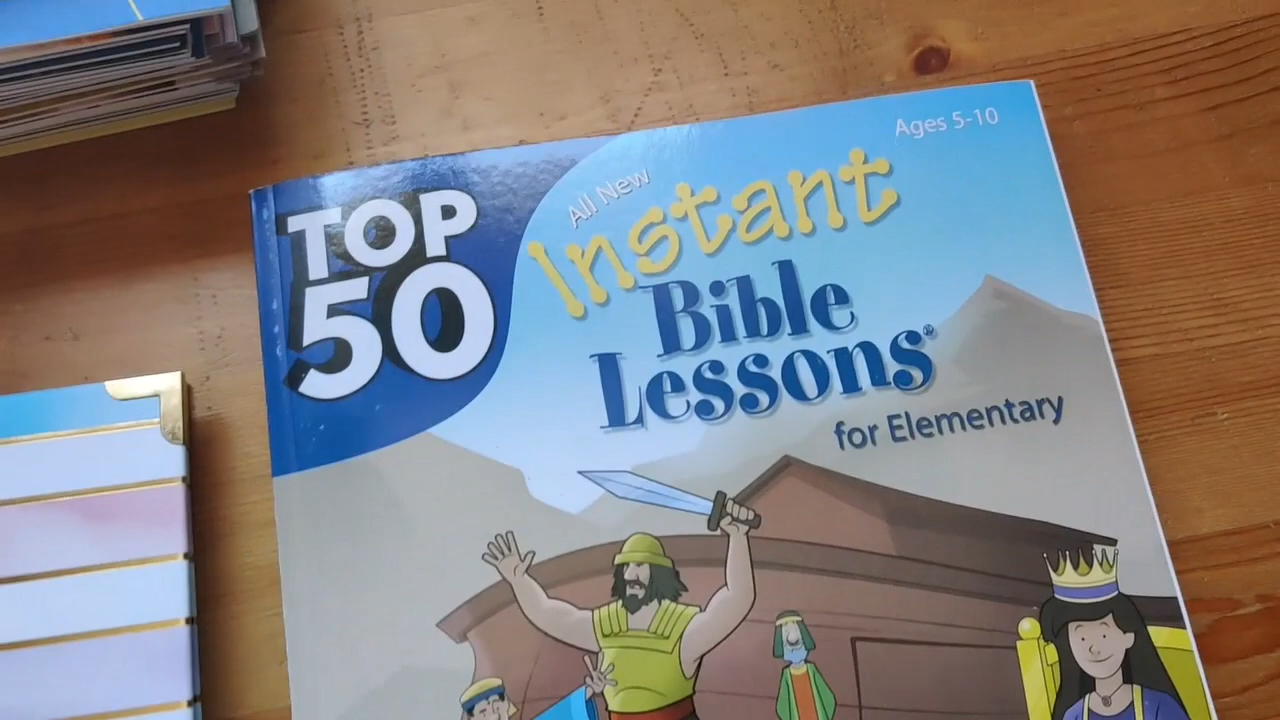 Ages 5-10
TOP
50
All New
Instant
Bible
Lessons®
for Elementary